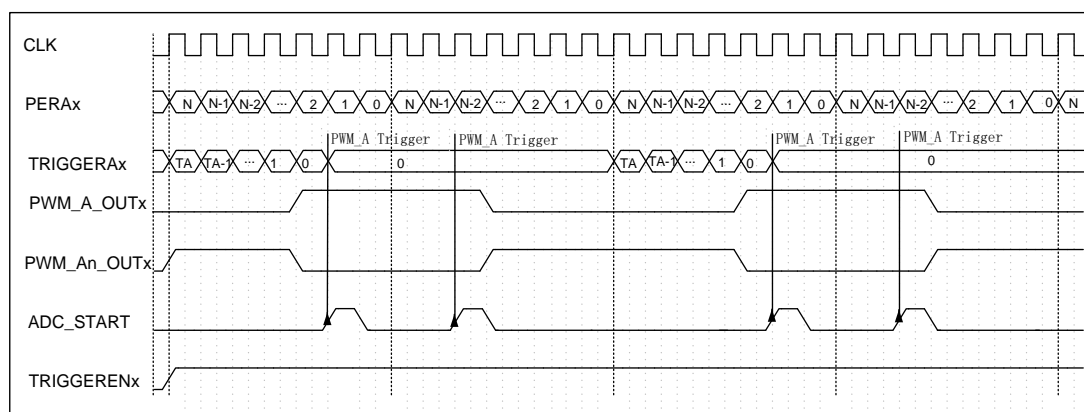 CLK
PERAx N N-1 N-2 ... 2 1 0 N N-1 N-2 ... 2 1 0 N N-1 N-2 ... 2 1 0 N N-1 N-2 ... 2 1 0 N
PWM_A Trigger PWM_A Trigger PWM_A Trigger PWM_A Trigger
TRIGGERAx TA TA-1 ... 1 0 0 TA TA-1 ... 1 0 0
PWM_A_OUTx
PWM_An_OUTx
ADC_START
TRIGGERENx